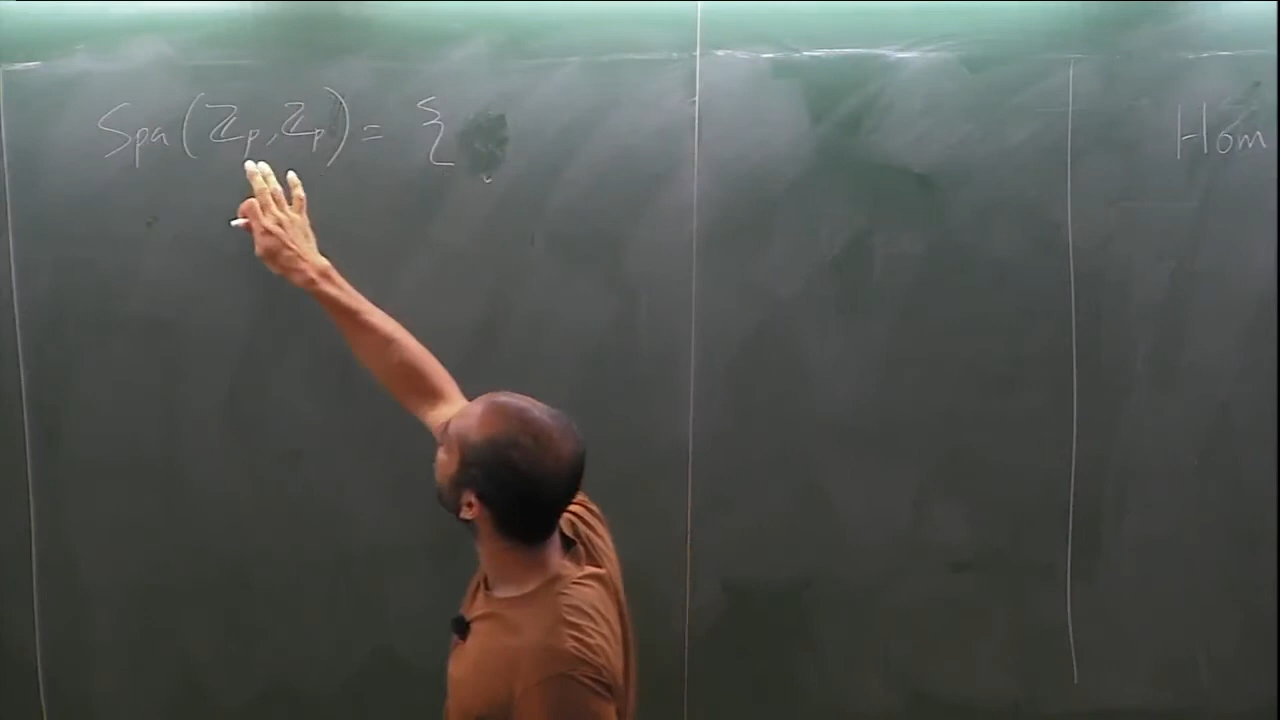 Spa(ℤp, ℤp) = {
Hom